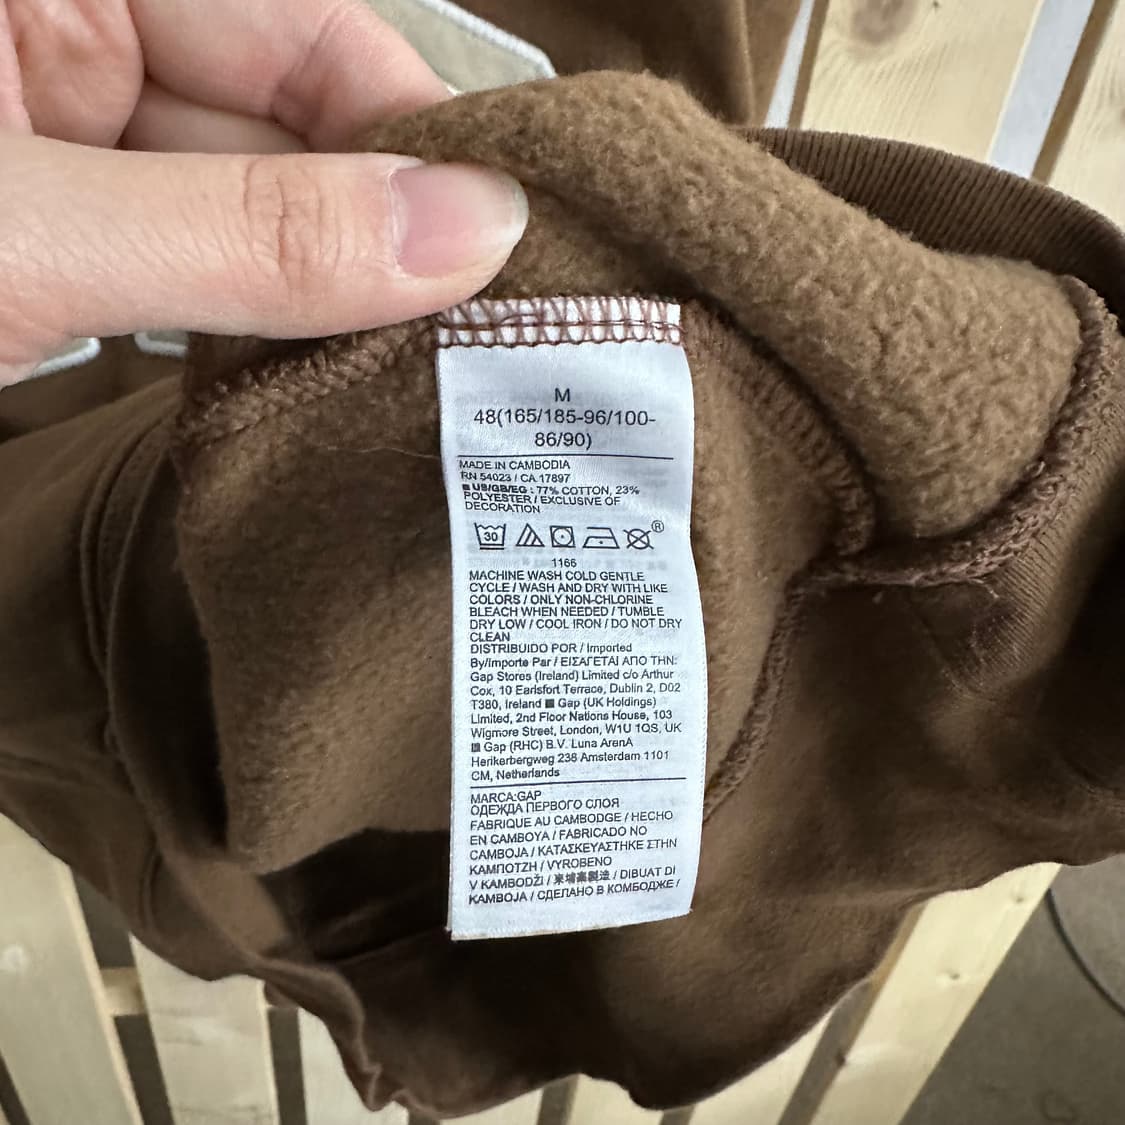 M
48(165/185-96/100-
86/90)
MADE IN CAMBODIA
RN 54023 / CA 17897
■ US/GB/EG : 77% COTTON, 23%
POLYESTER / EXCLUSIVE OF
DECORATION
30 ®
1166
MACHINE WASH COLD GENTLE
CYCLE / WASH AND DRY WITH LIKE
COLORS / ONLY NON-CHLORINE
BLEACH WHEN NEEDED / TUMBLE
DRY LOW / COOL IRON / DO NOT DRY
CLEAN
DISTRIBUIDO POR / Imported
By/Importe Par / ΕΙΣΑΓΕΤΑΙ ΑΠΟ ΤΗΝ:
Gap Stores (Ireland) Limited c/o Arthur
Cox, 10 Earlsfort Terrace, Dublin 2, D02
T380, Ireland ■ Gap (UK Holdings)
Limited, 2nd Floor Nations House, 103
Wigmore Street, London, W1U 1QS, UK
■ Gap (RHC) B.V. Luna ArenA
Herikerbergweg 238 Amsterdam 1101
CM, Netherlands
MARCA:GAP
ОДЕЖДА ПЕРВОГО СЛОЯ
FABRIQUE AU CAMBODGE / HECHO
EN CAMBOYA / FABRICADO NO
CAMBOJA / ΚΑΤΑΣΚΕΥΑΣΤΗΚΕ ΣΤΗΝ
ΚΑΜΠΟΤΖΗ / VYROBENO
V KAMBODŽI / 柬埔寨製造 / DIBUAT DI
KAMBOJA / СДЕЛАНО В КОМБОДЖЕ /